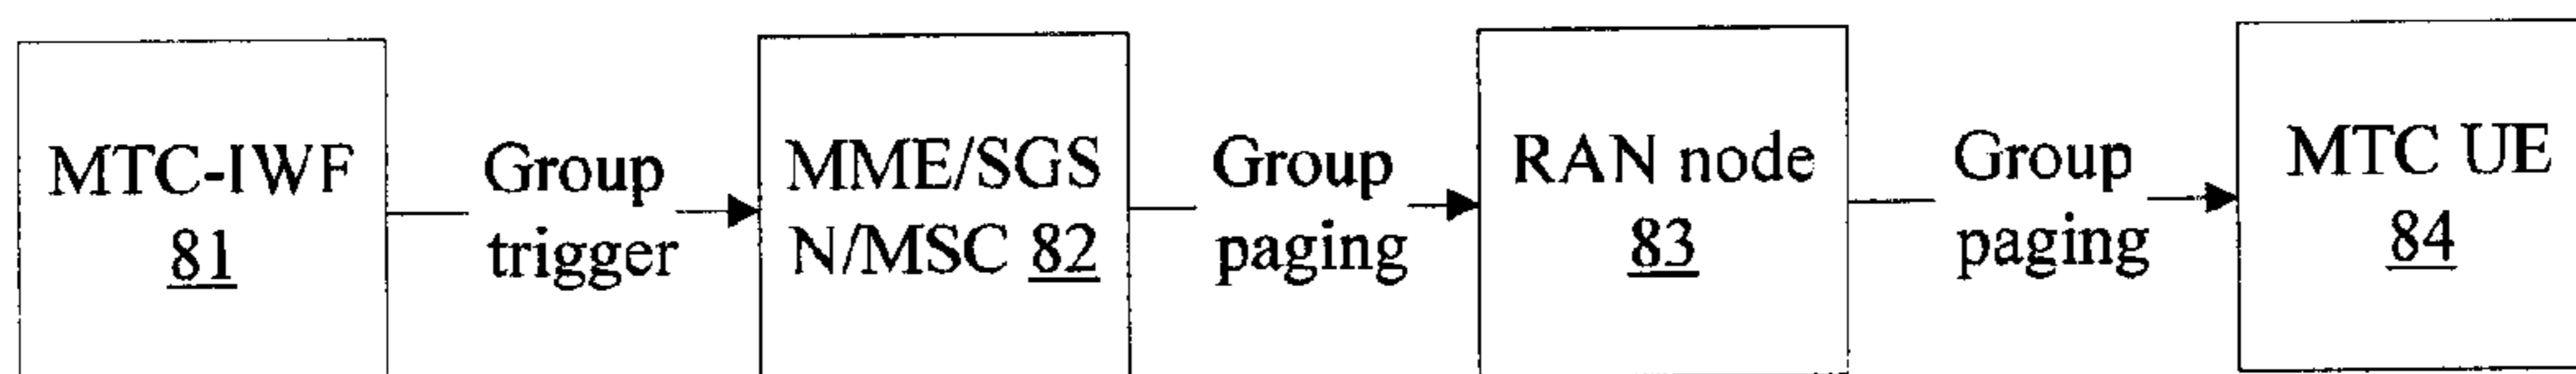 MTC-IWF
81
Group
trigger
MME/SGS
N/MSC 82
Group
paging
RAN node
83
Group
paging
MTC UE
84